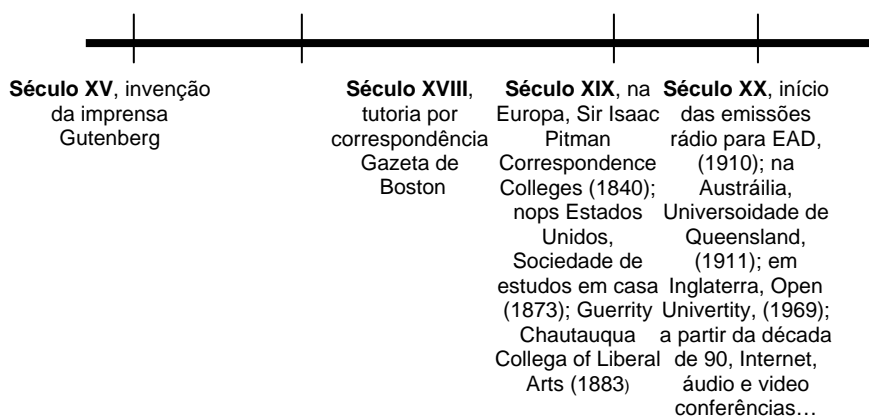 Século XV, invenção
da imprensa
Gutenberg
Século XVIII,
tutoria por
correspondência
Gazeta de
Boston
Século XIX, na
Europa, Sir Isaac
Pitman
Correspondence
Colleges (1840);
nops Estados
Unidos,
Sociedade de
estudos em casa
(1873); Guerrity
Chautauqua
Collega of Liberal
Arts (1883)
Século XX, início
das emissões
rádio para EAD,
(1910); na
Austráilia,
Universoidade de
Queensland,
(1911); em
Inglaterra, Open
Univertity, (1969);
a partir da década
de 90, Internet,
áudio e video
conferências...